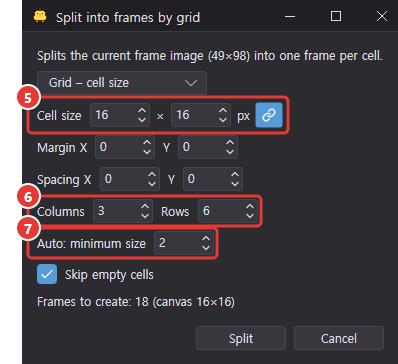 Split into frames by grid
Splits the current frame image (49×98) into one frame per cell.
Grid – cell size
5
Cell size 16 × 16 px
Margin X 0 Y 0
Spacing X 0 Y 0
6
Columns 3 Rows 6
7
Auto: minimum size 2
Skip empty cells
Frames to create: 18 (canvas 16×16)
Split Cancel